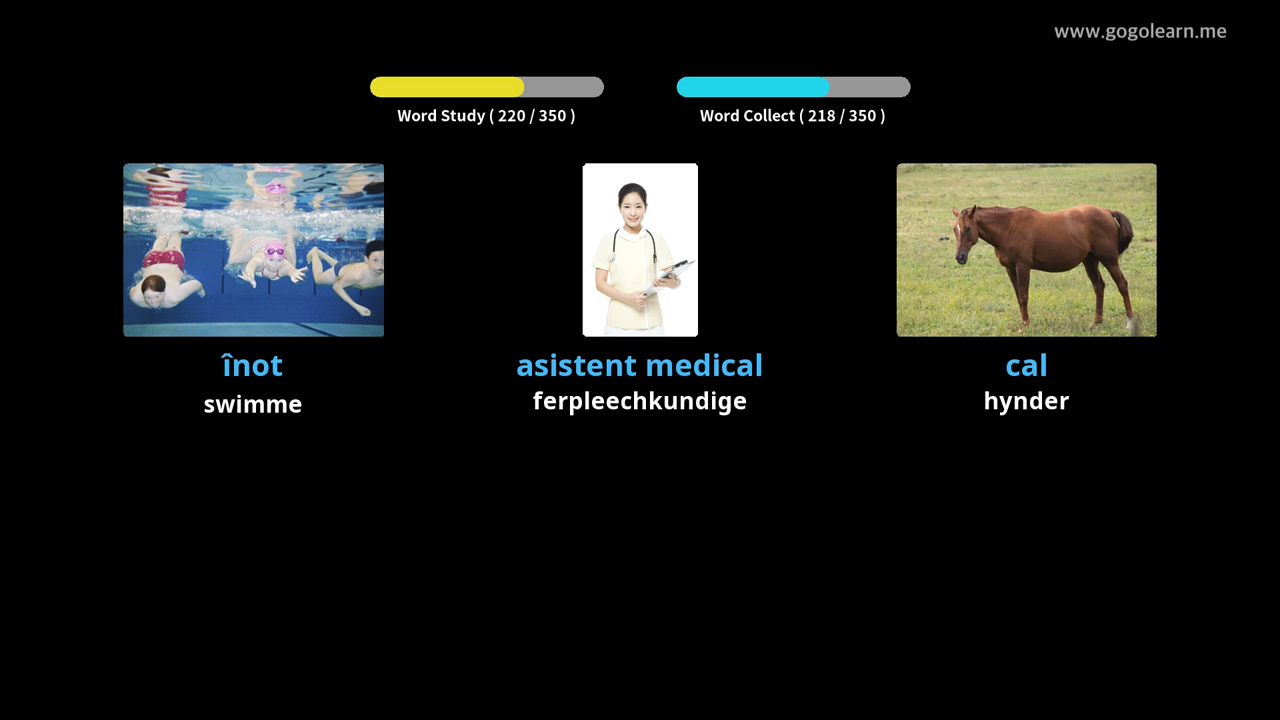 www.gogolearn.me
Word Study ( 220 / 350 )
Word Collect ( 218 / 350 )
înot
swimme
asistent medical
ferpleechkundige
cal
hynder